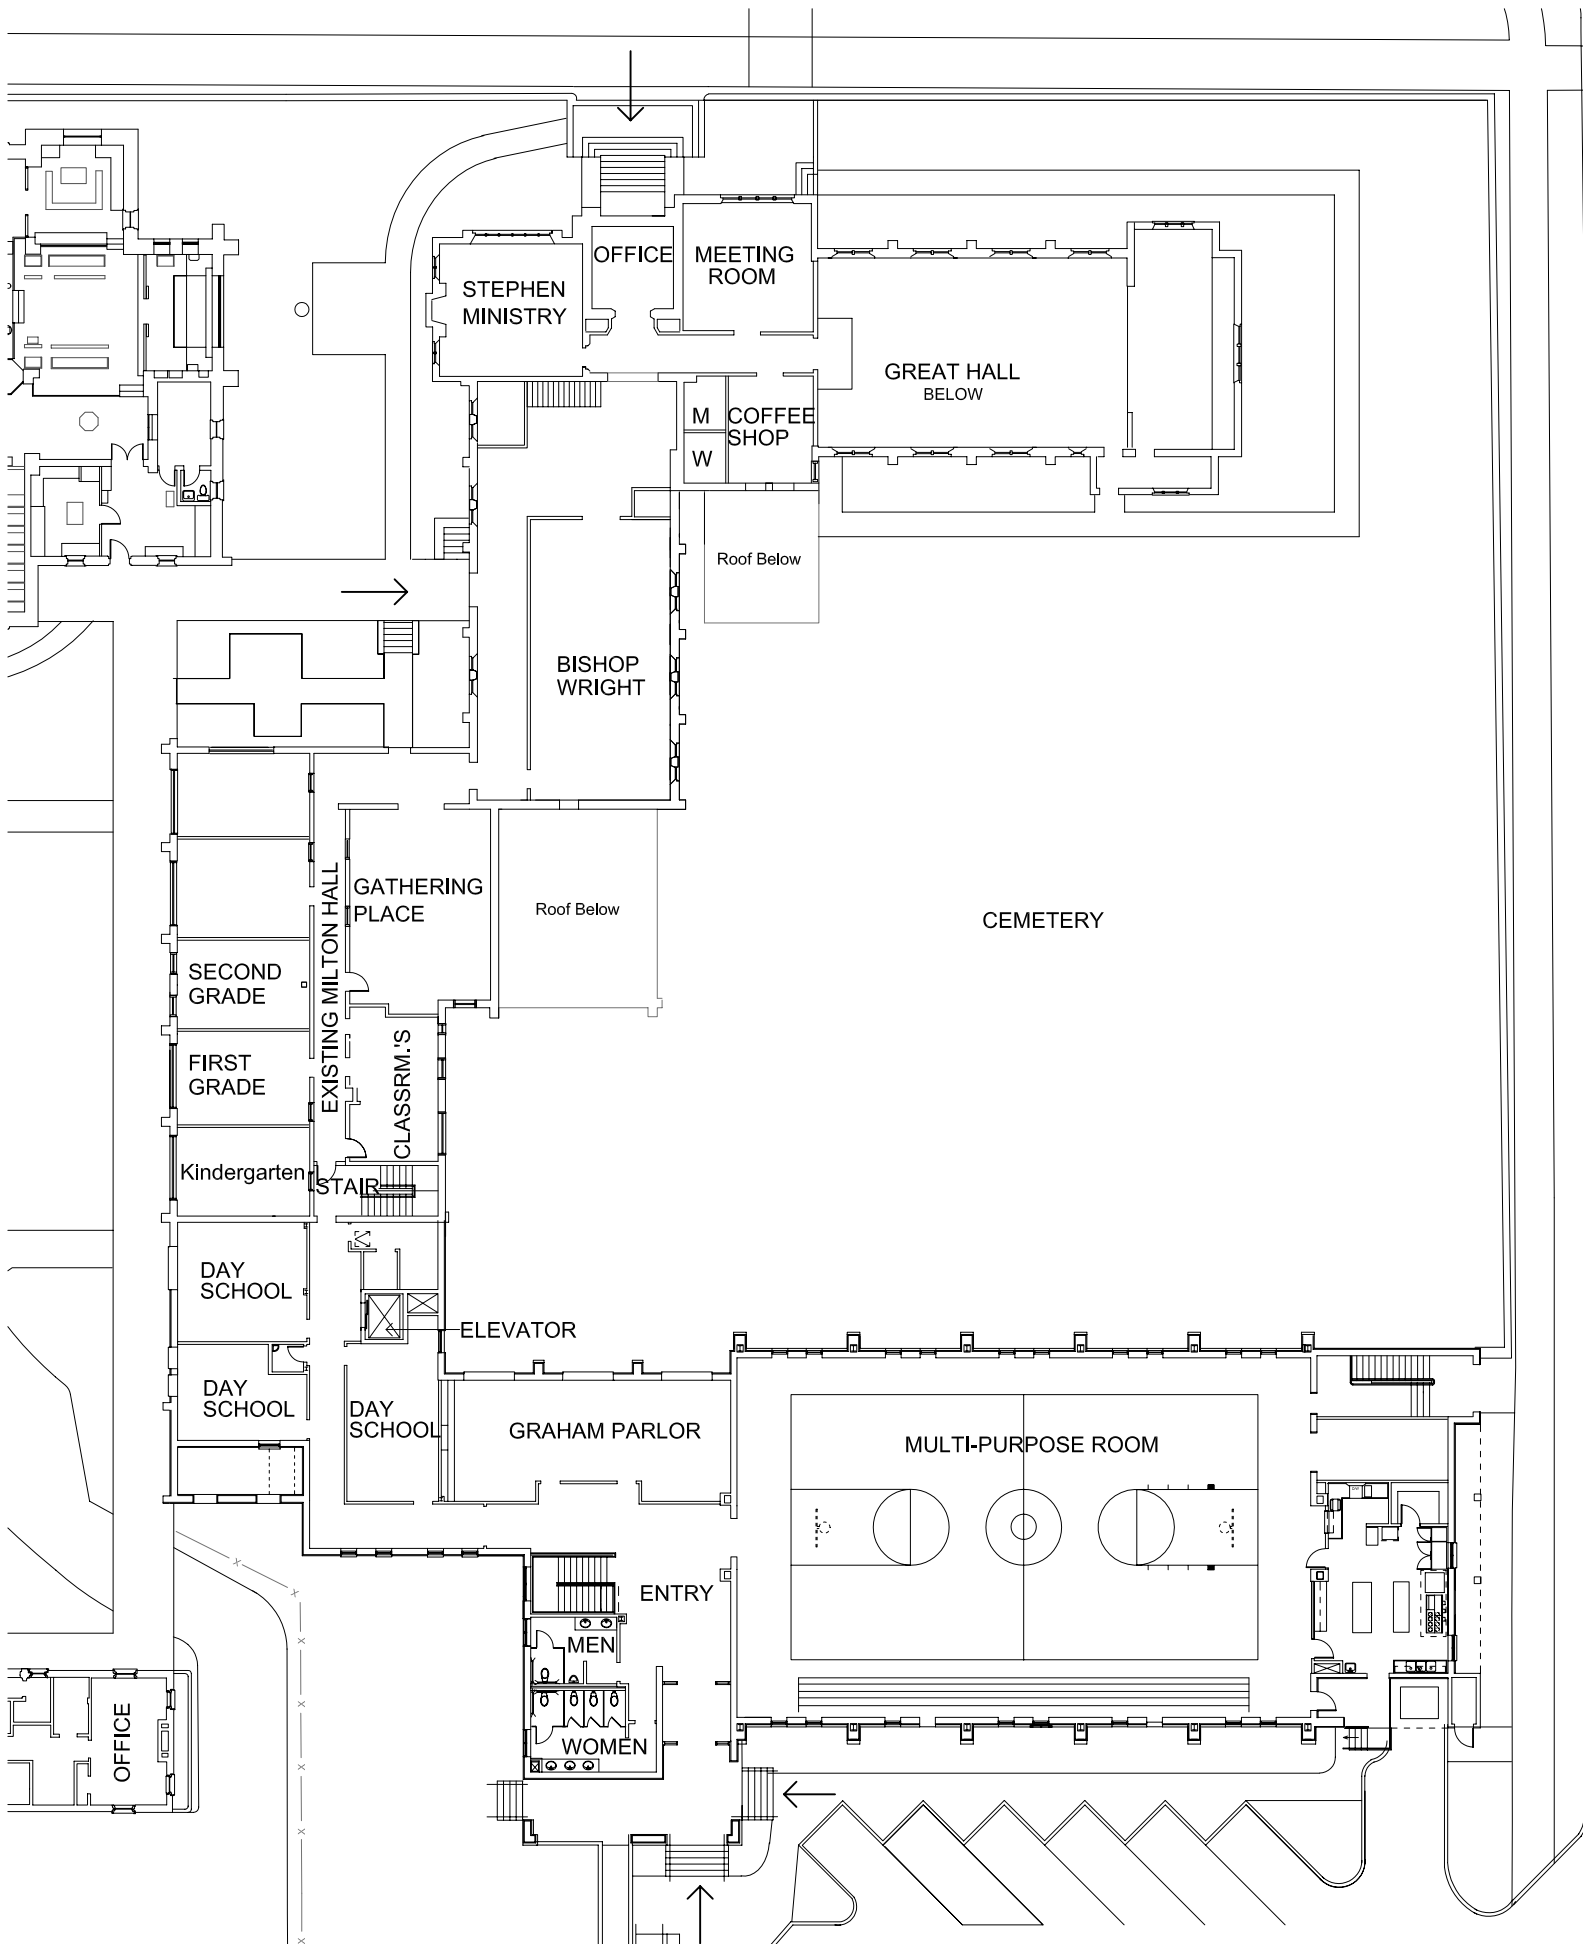 OFFICE
MEETING
ROOM
STEPHEN
MINISTRY
GREAT HALL
BELOW
M
COFFEE
SHOP
W
Roof Below
BISHOP
WRIGHT
GATHERING
PLACE
Roof Below
CEMETERY
EXISTING MILTON HALL
SECOND
GRADE
FIRST
GRADE
CLASSRM.'S
Kindergarten
STAIR
DAY
SCHOOL
ELEVATOR
DAY
SCHOOL
DAY
SCHOOL
GRAHAM PARLOR
MULTI-PURPOSE ROOM
ENTRY
MEN
WOMEN
OFFICE